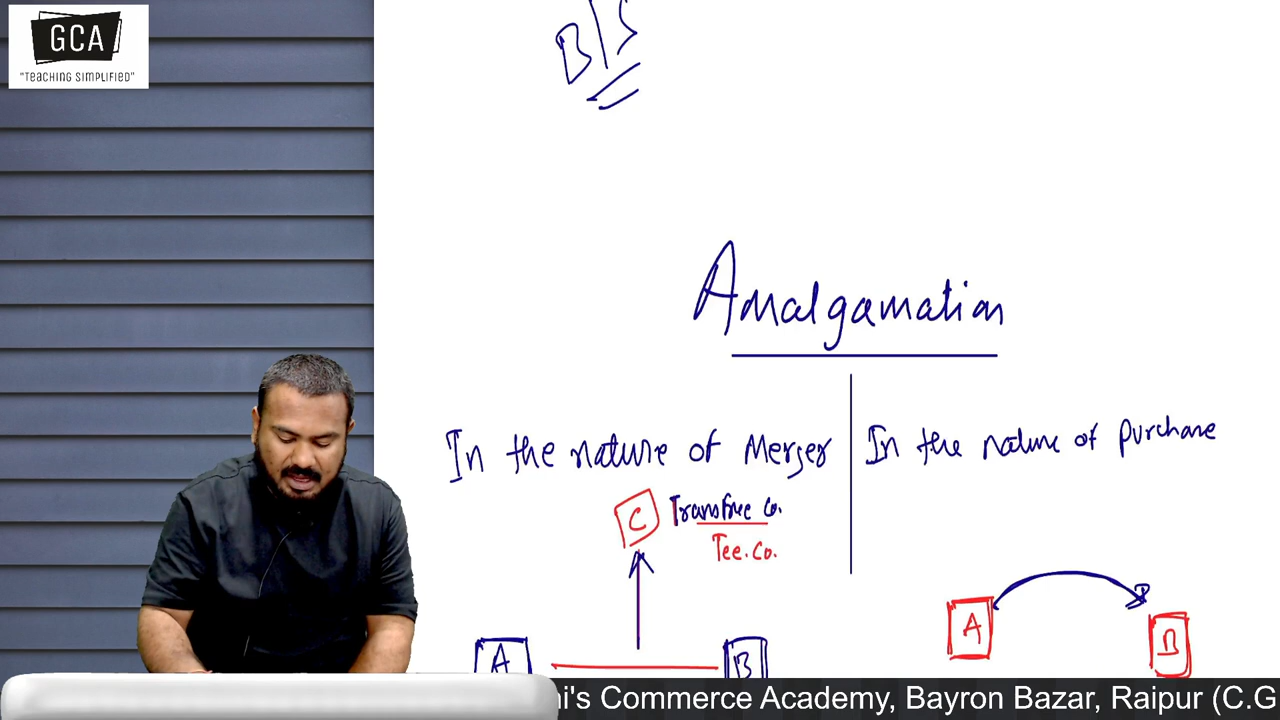 GCA
"TEACHING SIMPLIFIED"
B/S
Amalgamation
In the nature of Merger
In the nature of purchase
C Transfree Co.
Tee. Co.
A
B
A
B
ni's Commerce Academy, Bayron Bazar, Raipur (C.G